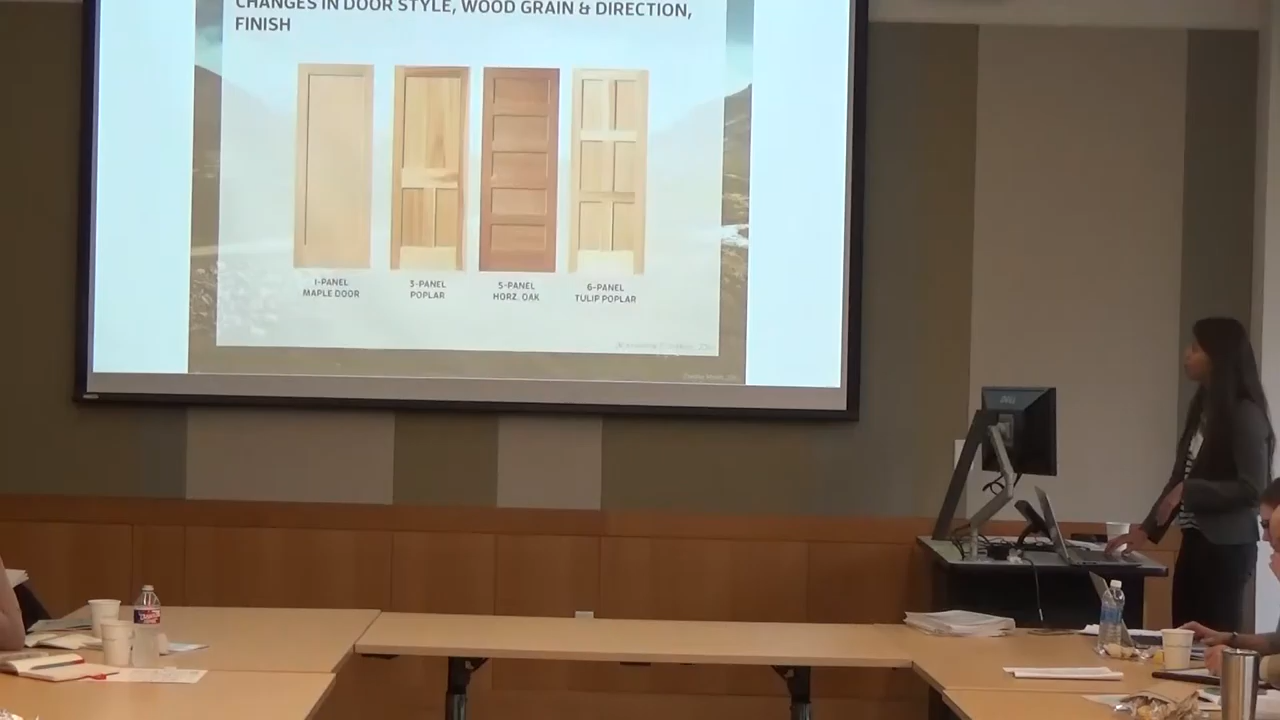 CHANGES IN DOOR STYLE, WOOD GRAIN & DIRECTION,
FINISH
1-PANEL
MAPLE DOOR
3-PANEL
POPLAR
5-PANEL
HORZ. OAK
6-PANEL
TULIP POPLAR